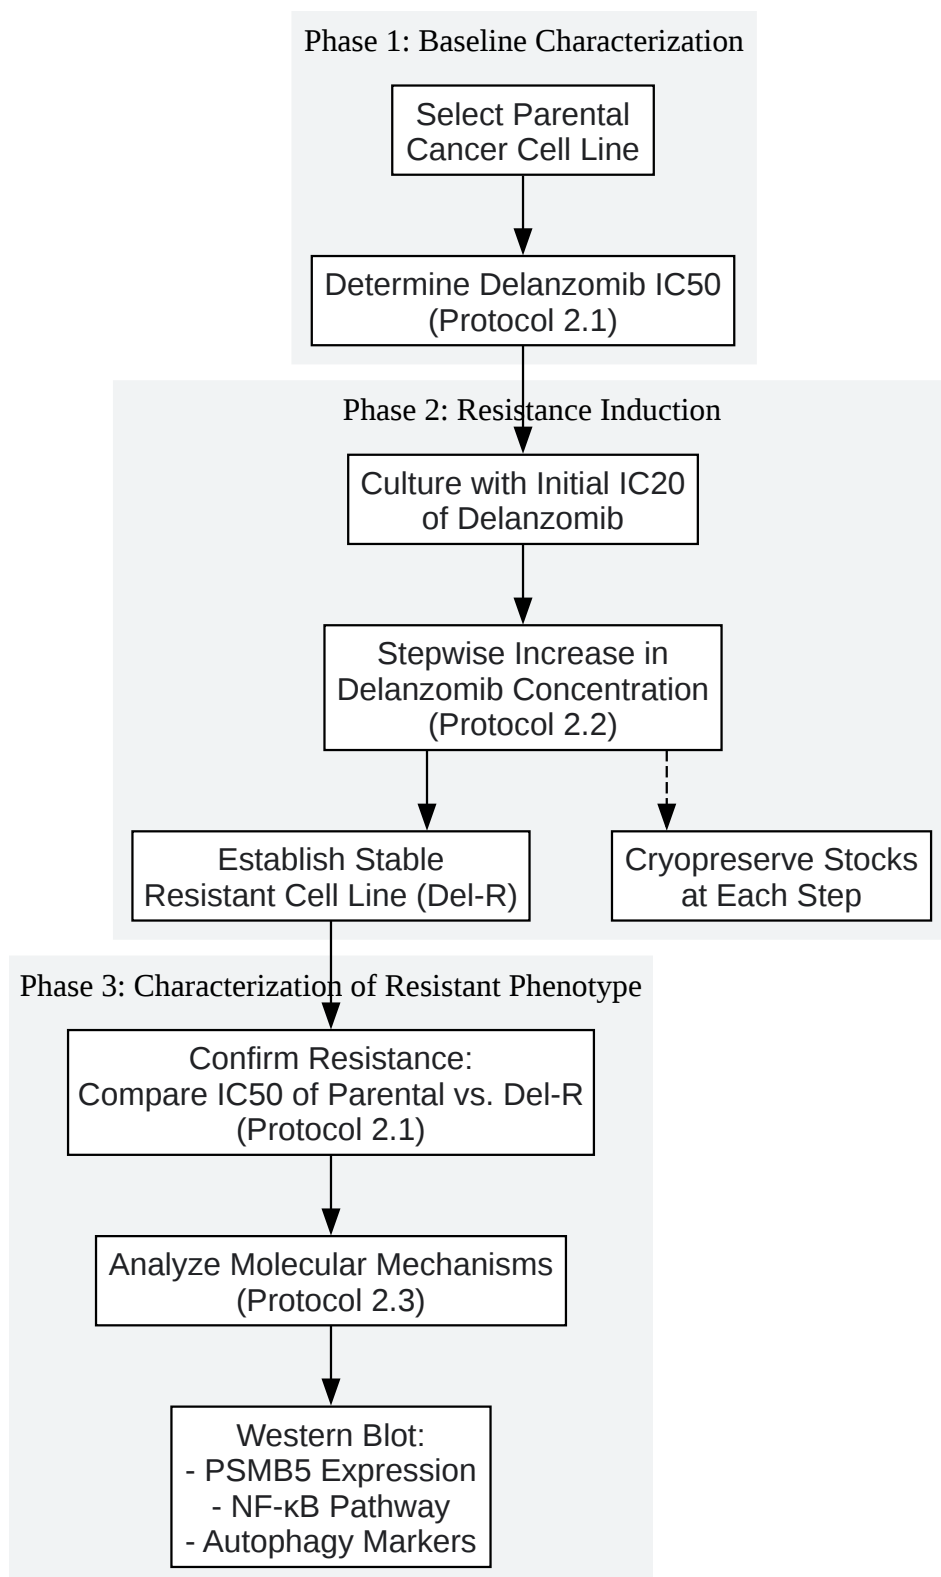 Phase 1: Baseline Characterization
Select Parental
Cancer Cell Line
Determine Delanzomib IC50
(Protocol 2.1)
Phase 2: Resistance Induction
Culture with Initial IC20
of Delanzomib
Stepwise Increase in
Delanzomib Concentration
(Protocol 2.2)
Establish Stable
Resistant Cell Line (Del-R)
Cryopreserve Stocks
at Each Step
Phase 3: Characterization of Resistant Phenotype
Confirm Resistance:
Compare IC50 of Parental vs. Del-R
(Protocol 2.1)
Analyze Molecular Mechanisms
(Protocol 2.3)
Western Blot:
- PSMB5 Expression
- NF-κB Pathway
- Autophagy Markers